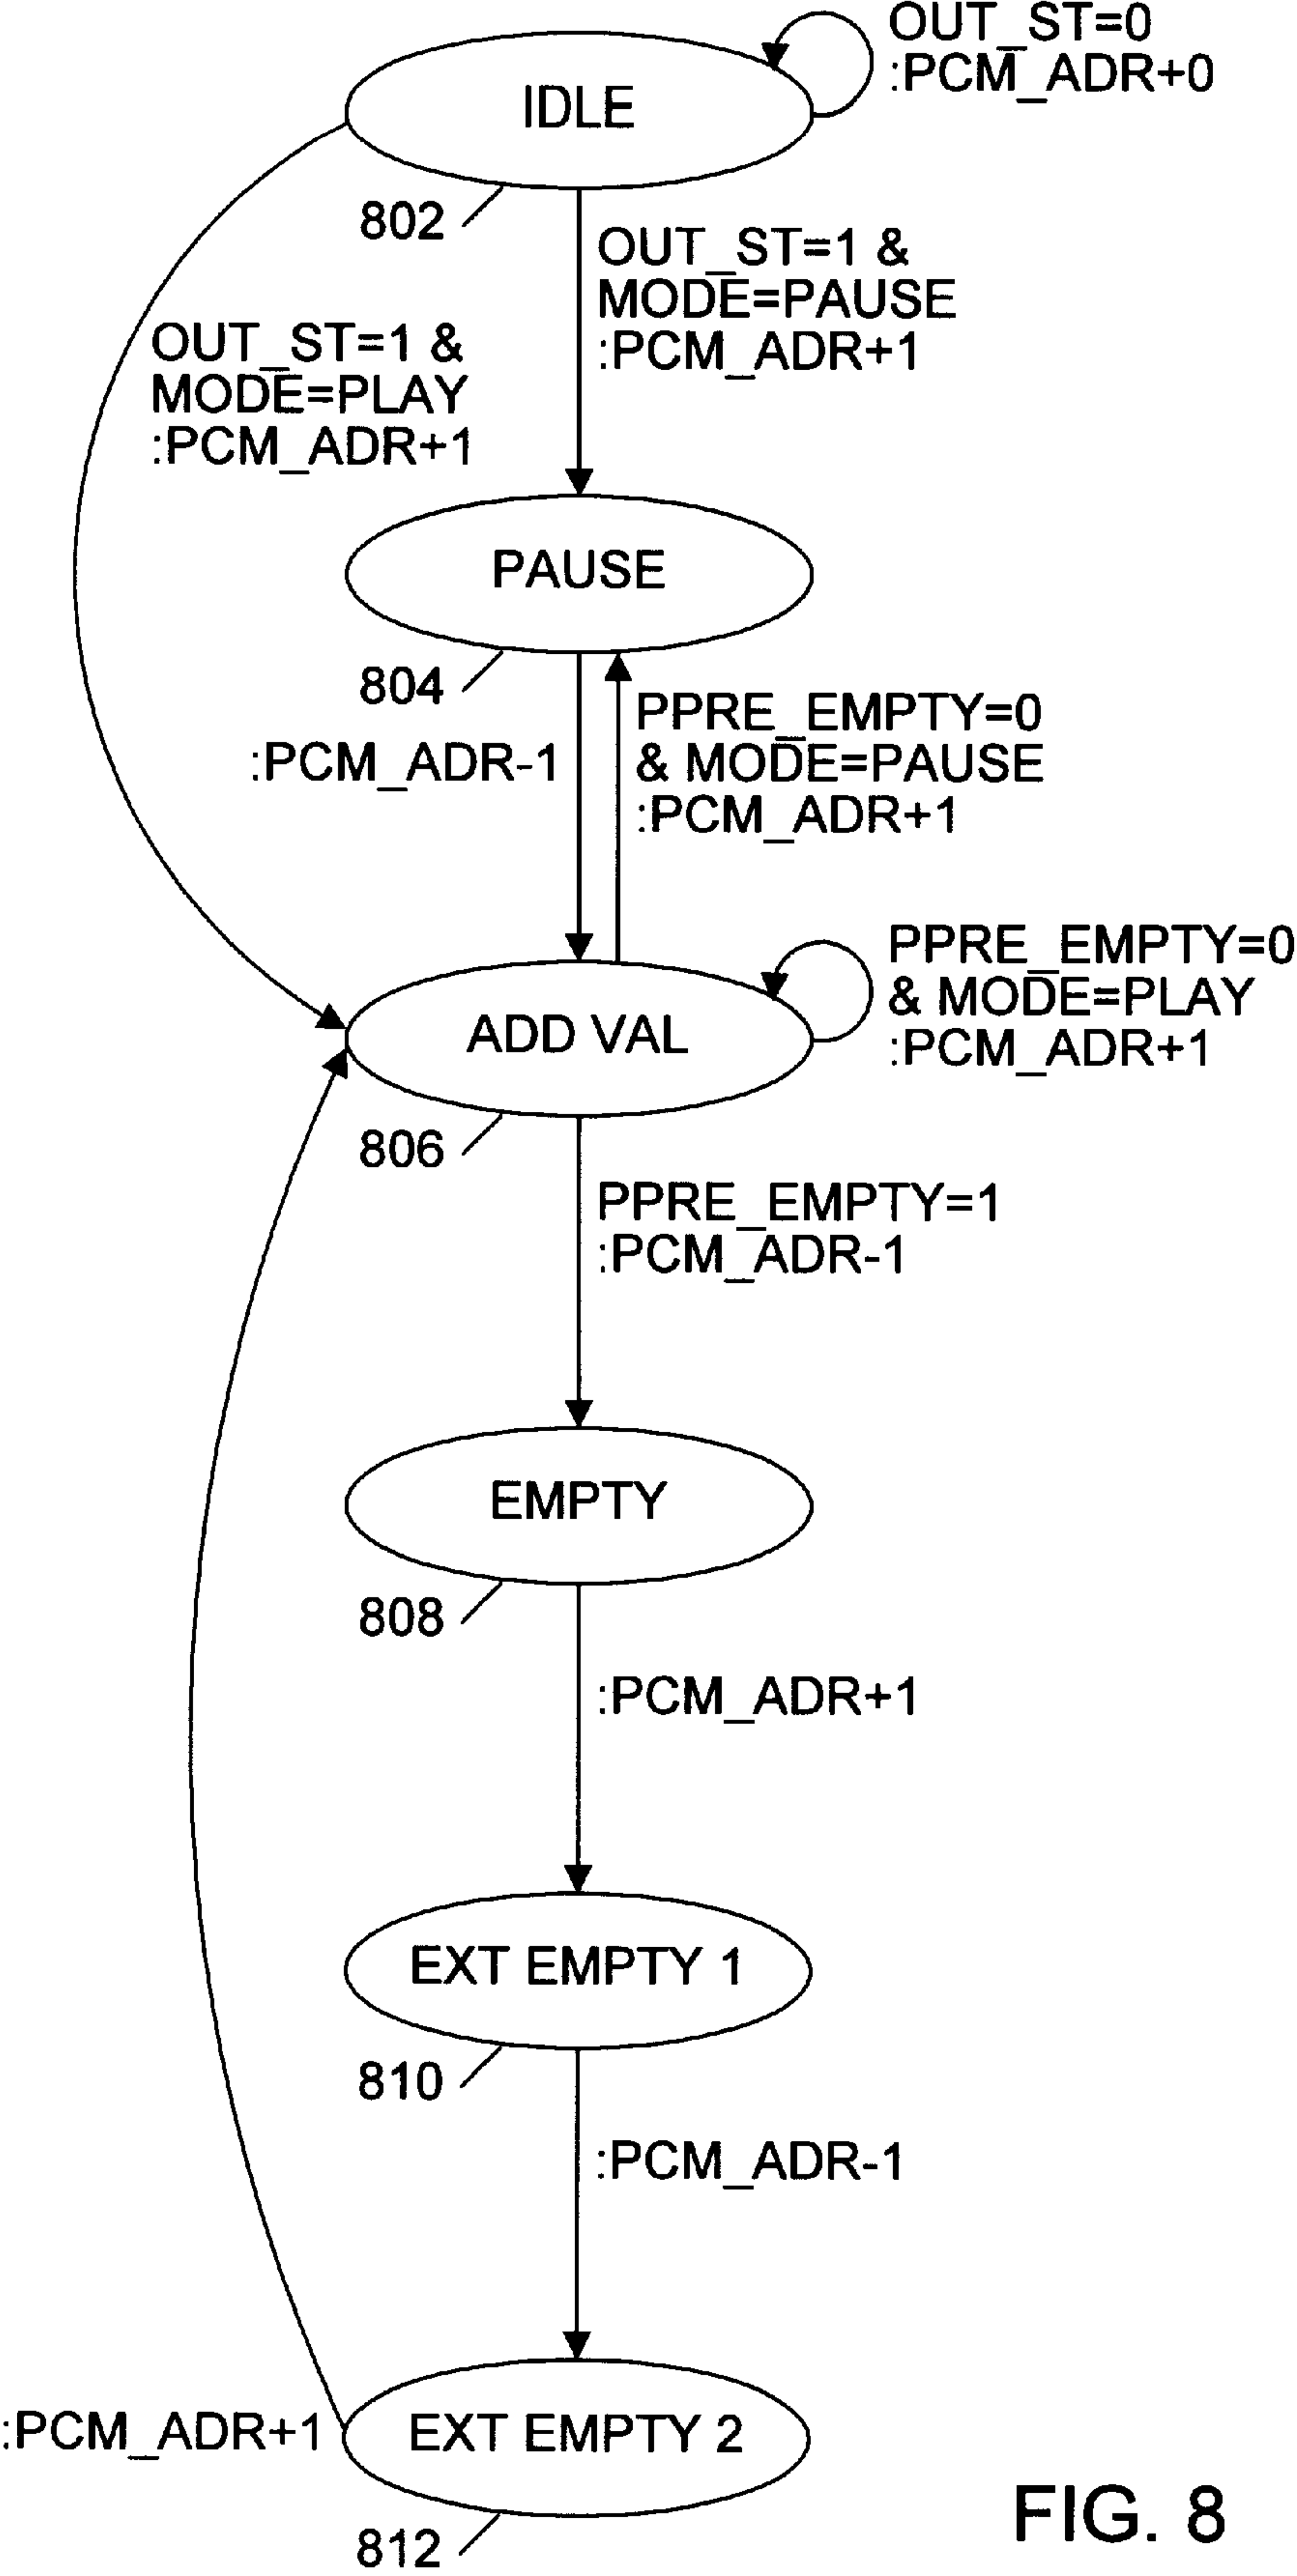 OUT_ST=0
:PCM_ADR+0
IDLE
802
OUT_ST=1 &
MODE=PAUSE
:PCM_ADR+1
OUT_ST=1 &
MODE=PLAY
:PCM_ADR+1
PAUSE
804
:PCM_ADR-1
PPRE_EMPTY=0
& MODE=PAUSE
:PCM_ADR+1
PPRE_EMPTY=0
& MODE=PLAY
:PCM_ADR+1
ADD VAL
806
PPRE_EMPTY=1
:PCM_ADR-1
EMPTY
808
:PCM_ADR+1
EXT EMPTY 1
810
:PCM_ADR-1
:PCM_ADR+1
EXT EMPTY 2
812
FIG. 8